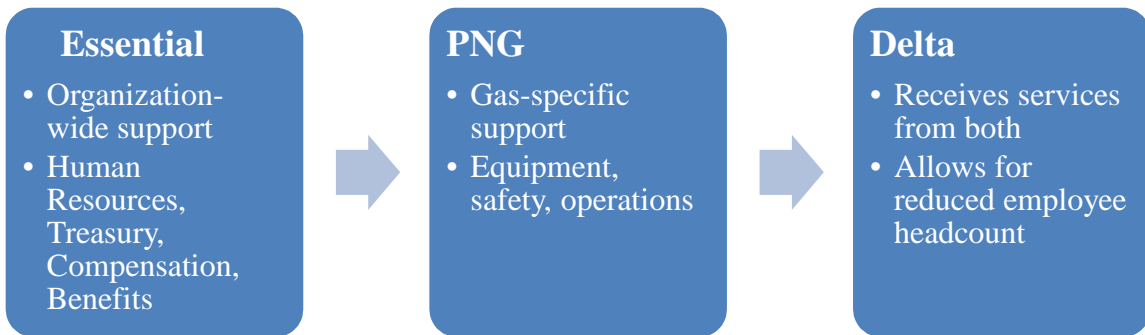 Essential
• Organization-
wide support
• Human
Resources,
Treasury,
Compensation,
Benefits
PNG
• Gas-specific
support
• Equipment,
safety, operations
Delta
• Receives services
from both
• Allows for
reduced employee
headcount